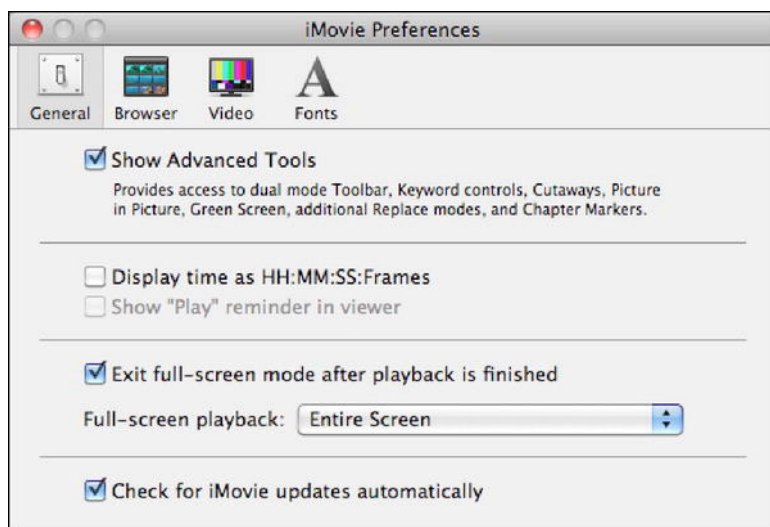 iMovie Preferences
General
Browser
Video
Fonts
Show Advanced Tools
Provides access to dual mode Toolbar, Keyword controls, Cutaways, Picture
in Picture, Green Screen, additional Replace modes, and Chapter Markers.
Display time as HH:MM:SS:Frames
Show "Play" reminder in viewer
Exit full-screen mode after playback is finished
Full-screen playback: Entire Screen
Check for iMovie updates automatically